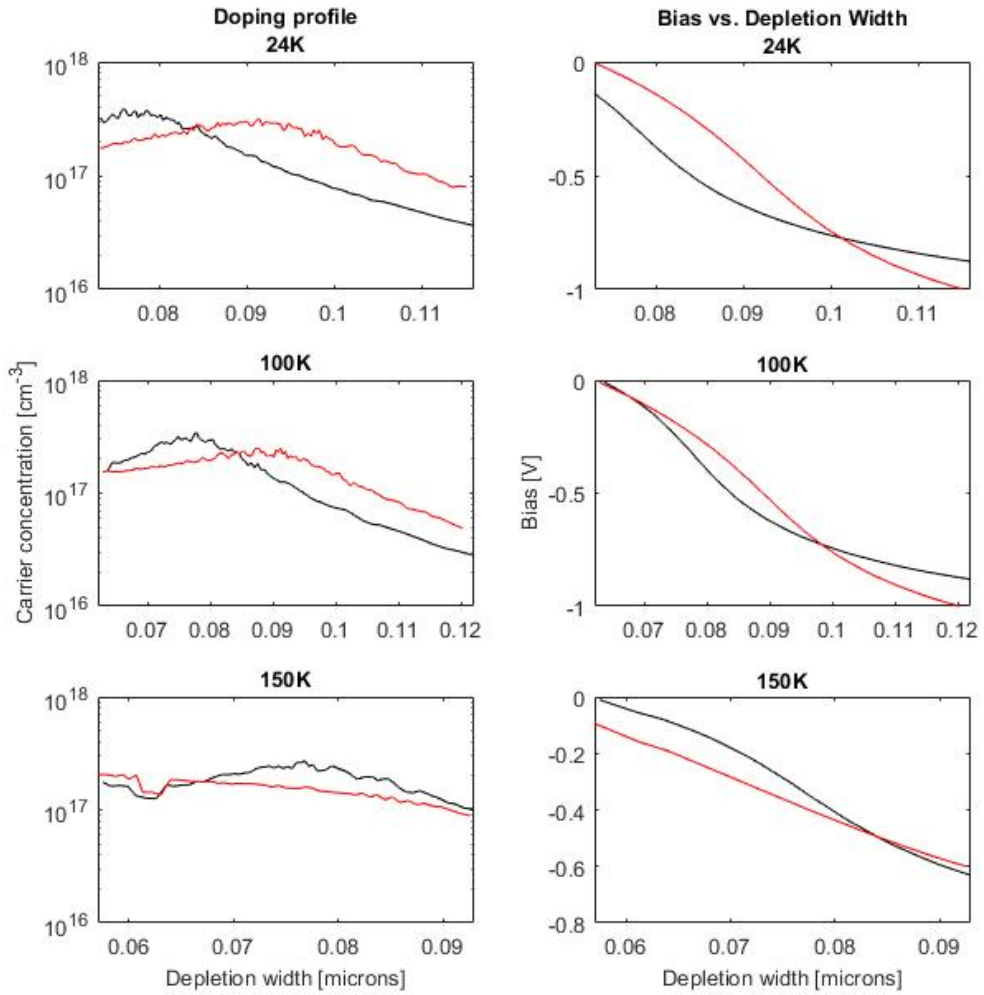 Doping profile
24K
10^18
10^17
10^16
0.08 0.09 0.1 0.11
Bias vs. Depletion Width
24K
0
-0.5
-1
0.08 0.09 0.1 0.11
Carrier concentration [cm^-3]
100K
10^18
10^17
10^16
0.07 0.08 0.09 0.1 0.11 0.12
Bias [V]
100K
0
-0.5
-1
0.07 0.08 0.09 0.1 0.11 0.12
150K
10^18
10^17
10^16
0.06 0.07 0.08 0.09
Depletion width [microns]
150K
0
-0.2
-0.4
-0.6
-0.8
0.06 0.07 0.08 0.09
Depletion width [microns]